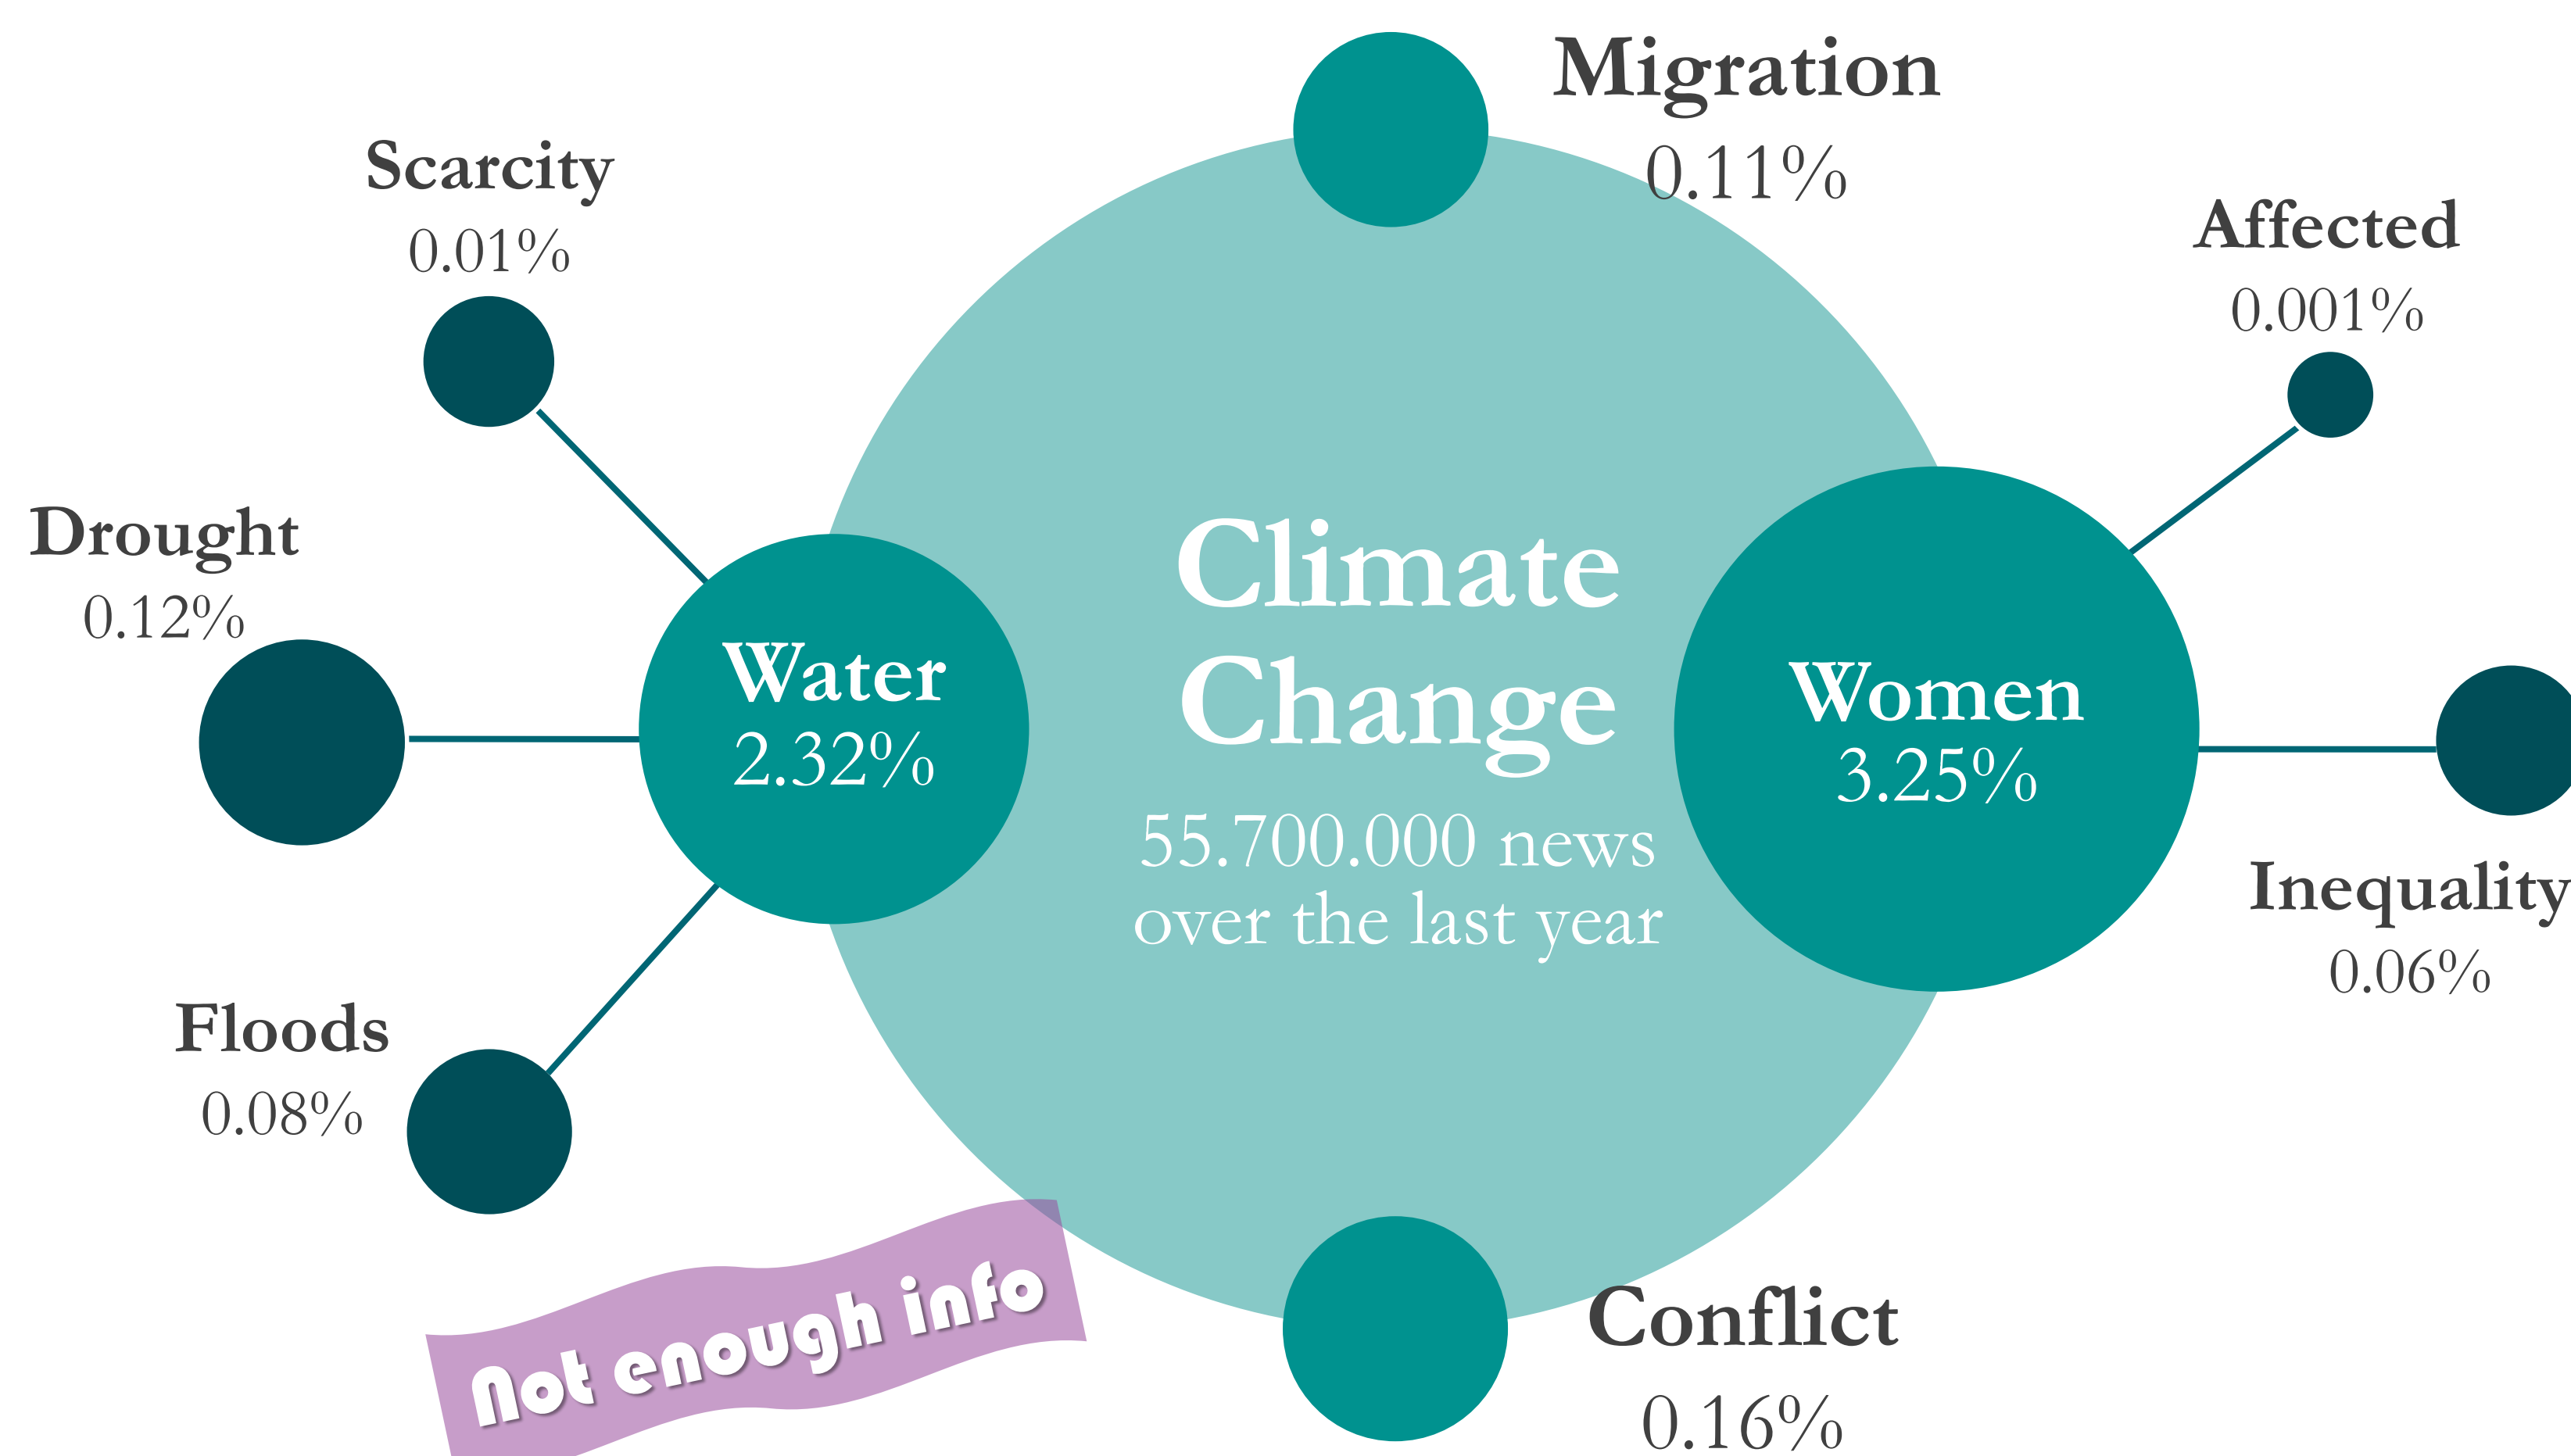 Migration
0.11%
Scarcity
0.01%
Affected
0.001%
Drought
0.12%
Climate
Change
55.700.000 news
over the last year
Water
2.32%
Women
3.25%
Inequality
0.06%
Floods
0.08%
Not enough info
Conflict
0.16%